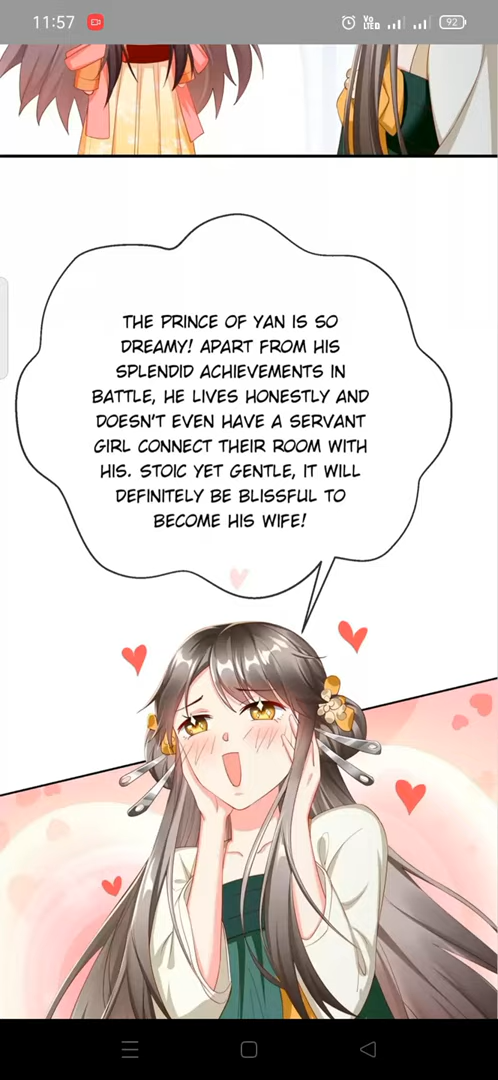 11:57
Vo
LTED
92
THE PRINCE OF YAN IS SO
DREAMY! APART FROM HIS
SPLENDID ACHIEVEMENTS IN
BATTLE, HE LIVES HONESTLY AND
DOESN'T EVEN HAVE A SERVANT
GIRL CONNECT THEIR ROOM WITH
HIS. STOIC YET GENTLE, IT WILL
DEFINITELY BE BLISSFUL TO
BECOME HIS WIFE!